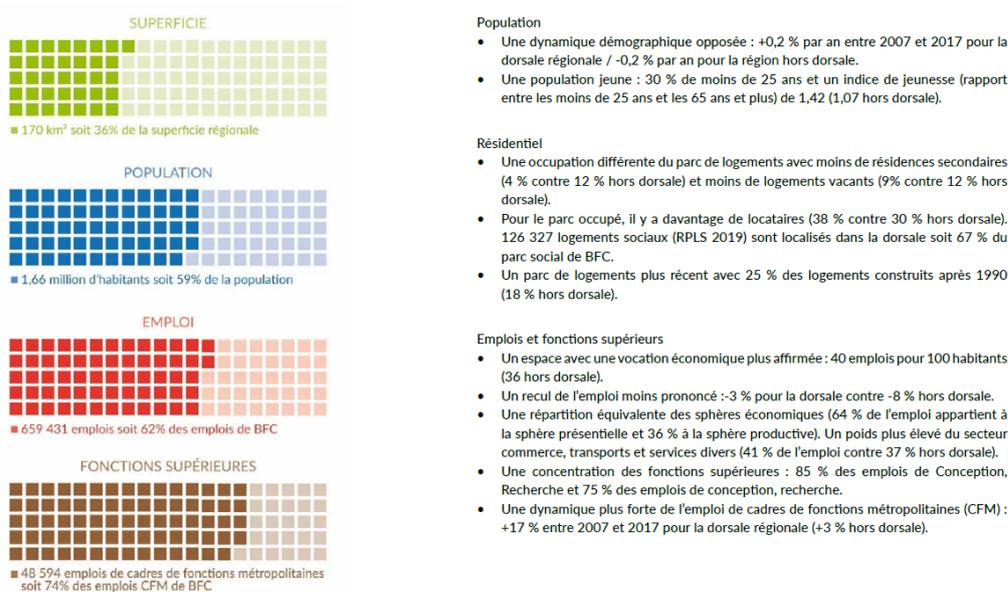 SUPERFICIE
170 km² soit 36% de la superficie régionale
POPULATION
1,66 million d'habitants soit 59% de la population
EMPLOI
659 431 emplois soit 62% des emplois de BFC
FONCTIONS SUPÉRIEURES
48 594 emplois de cadres de fonctions métropolitaines
soit 74% des emplois CFM de BFC
Population
• Une dynamique démographique opposée : +0,2 % par an entre 2007 et 2017 pour la
dorsale régionale / -0,2 % par an pour la région hors dorsale.
• Une population jeune : 30 % de moins de 25 ans et un indice de jeunesse (rapport
entre les moins de 25 ans et les 65 ans et plus) de 1,42 (1,07 hors dorsale).
Résidentiel
• Une occupation différente du parc de logements avec moins de résidences secondaires
(4 % contre 12 % hors dorsale) et moins de logements vacants (9% contre 12 % hors
dorsale).
• Pour le parc occupé, il y a davantage de locataires (38 % contre 30 % hors dorsale).
126 327 logements sociaux (RPLS 2019) sont localisés dans la dorsale soit 67 % du
parc social de BFC.
• Un parc de logements plus récent avec 25 % des logements construits après 1990
(18 % hors dorsale).
Emplois et fonctions supérieurs
• Un espace avec une vocation économique plus affirmée : 40 emplois pour 100 habitants
(36 hors dorsale).
• Un recul de l'emploi moins prononcé :-3 % pour la dorsale contre -8 % hors dorsale.
• Une répartition équivalente des sphères économiques (64 % de l'emploi appartient à
la sphère présentielle et 36 % à la sphère productive). Un poids plus élevé du secteur
commerce, transports et services divers (41 % de l'emploi contre 37 % hors dorsale).
• Une concentration des fonctions supérieures : 85 % des emplois de Conception,
Recherche et 75 % des emplois de conception, recherche.
• Une dynamique plus forte de l'emploi de cadres de fonctions métropolitaines (CFM) :
+17 % entre 2007 et 2017 pour la dorsale régionale (+3 % hors dorsale).